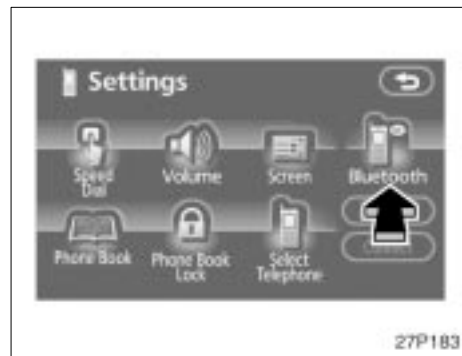 Settings
Speed
Dial
Volume
Screen
Bluetooth
Phone Book
Phone Book
Lock
Select
Telephone
27P183